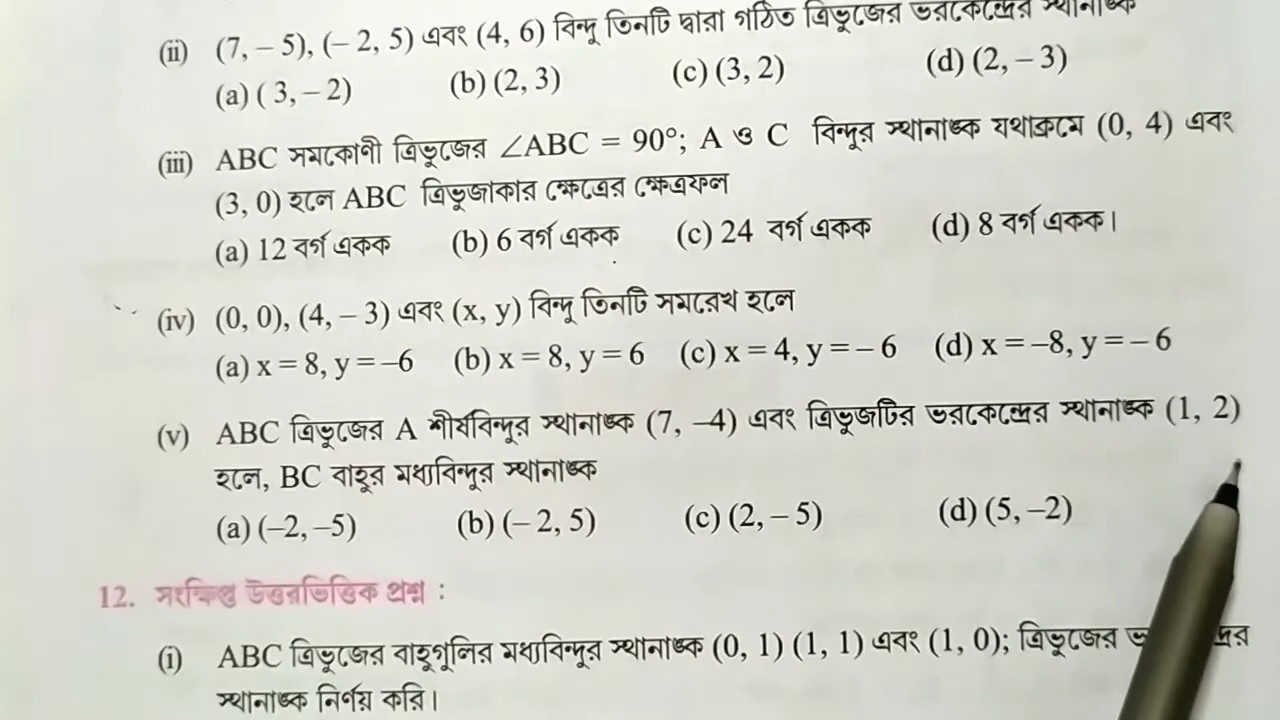 (ii) (7, – 5), (– 2, 5) এবং (4, 6) বিন্দু তিনটি দ্বারা গঠিত ত্রিভুজের ভরকেন্দ্রের স্থানাঙ্ক
(a) ( 3, – 2) (b) (2, 3) (c) (3, 2) (d) (2, – 3)
(iii) ABC সমকোণী ত্রিভুজের ∠ABC = 90°; A ও C বিন্দুর স্থানাঙ্ক যথাক্রমে (0, 4) এবং
(3, 0) হলে ABC ত্রিভুজাকার ক্ষেত্রের ক্ষেত্রফল
(a) 12 বর্গ একক (b) 6 বর্গ একক (c) 24 বর্গ একক (d) 8 বর্গ একক।
(iv) (0, 0), (4, – 3) এবং (x, y) বিন্দু তিনটি সমরেখ হলে
(a) x = 8, y = –6 (b) x = 8, y = 6 (c) x = 4, y = – 6 (d) x = –8, y = – 6
(v) ABC ত্রিভুজের A শীর্ষবিন্দুর স্থানাঙ্ক (7, –4) এবং ত্রিভুজটির ভরকেন্দ্রের স্থানাঙ্ক (1, 2)
হলে, BC বাহুর মধ্যবিন্দুর স্থানাঙ্ক
(a) (–2, –5) (b) (– 2, 5) (c) (2, – 5) (d) (5, –2)
12. সংক্ষিপ্ত উত্তরভিত্তিক প্রশ্ন :
(i) ABC ত্রিভুজের বাহুগুলির মধ্যবিন্দুর স্থানাঙ্ক (0, 1) (1, 1) এবং (1, 0); ত্রিভুজের
স্থানাঙ্ক নির্ণয় করি।